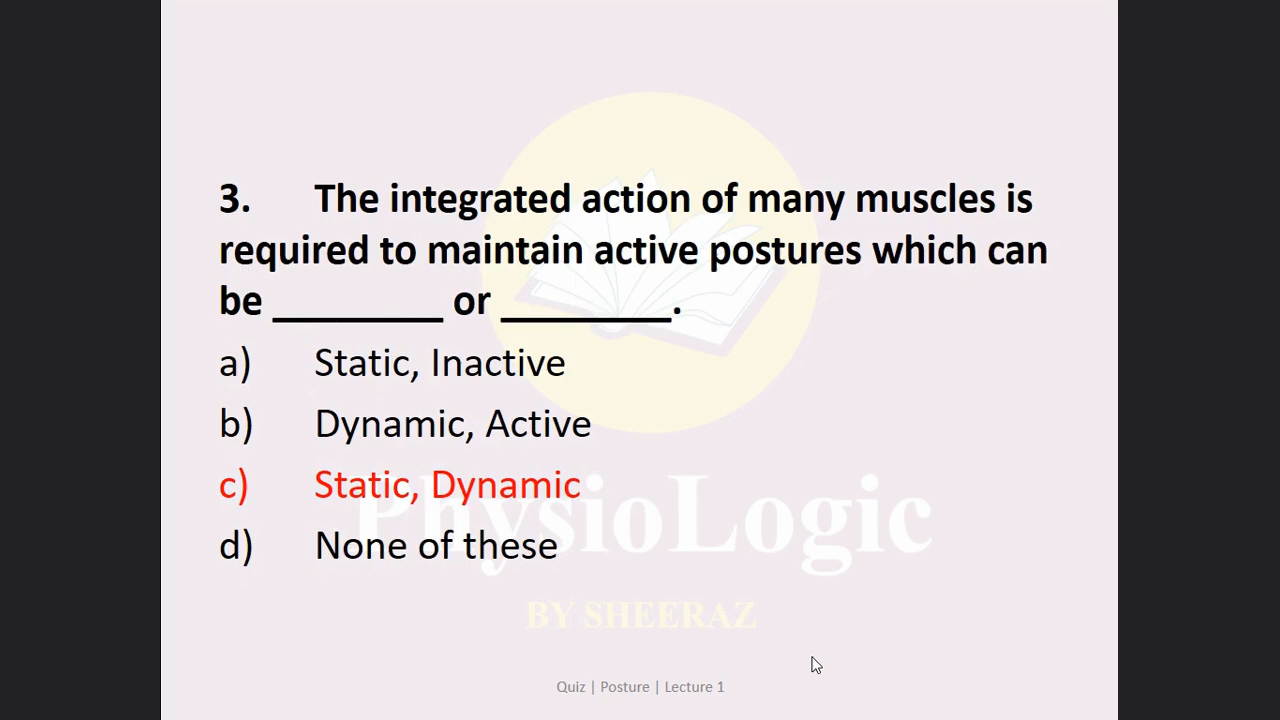 3. The integrated action of many muscles is
required to maintain active postures which can
be ________ or ________.
a) Static, Inactive
b) Dynamic, Active
c) Static, Dynamic
d) None of these
PhysioLogic
BY SHEERAZ
Quiz | Posture | Lecture 1